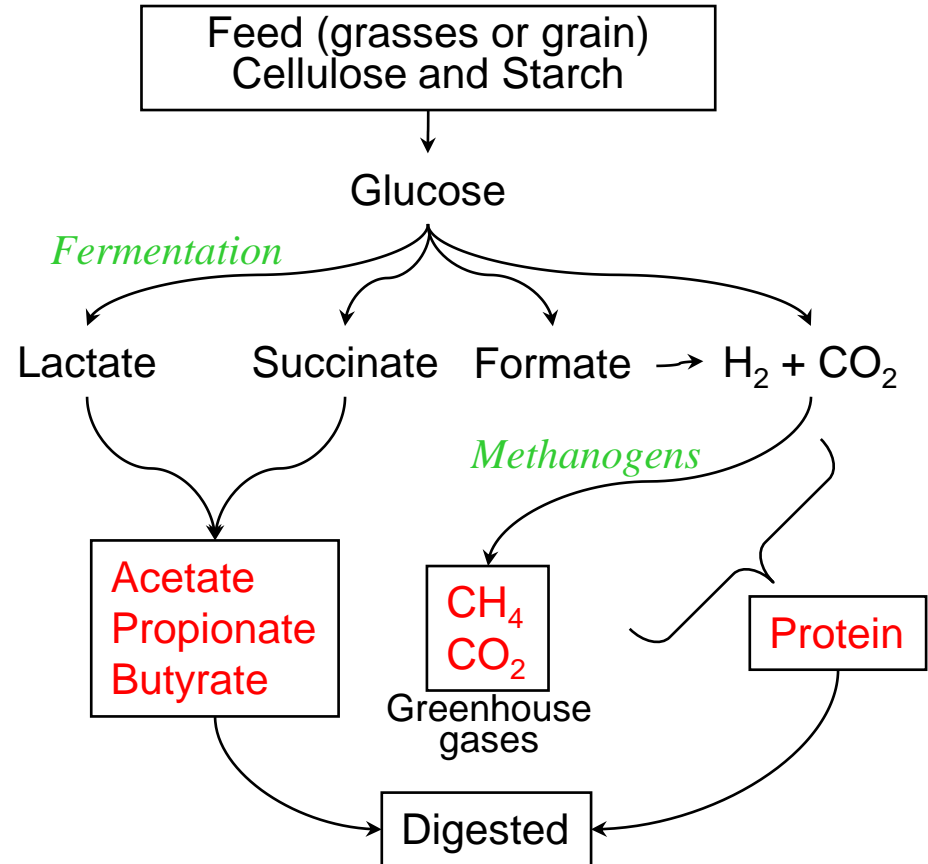 Feed (grasses or grain)
Cellulose and Starch
Glucose
Fermentation
Lactate
Succinate
Formate
H₂ + CO₂
Methanogens
Acetate
Propionate
Butyrate
CH₄
CO₂
Greenhouse
gases
Protein
Digested